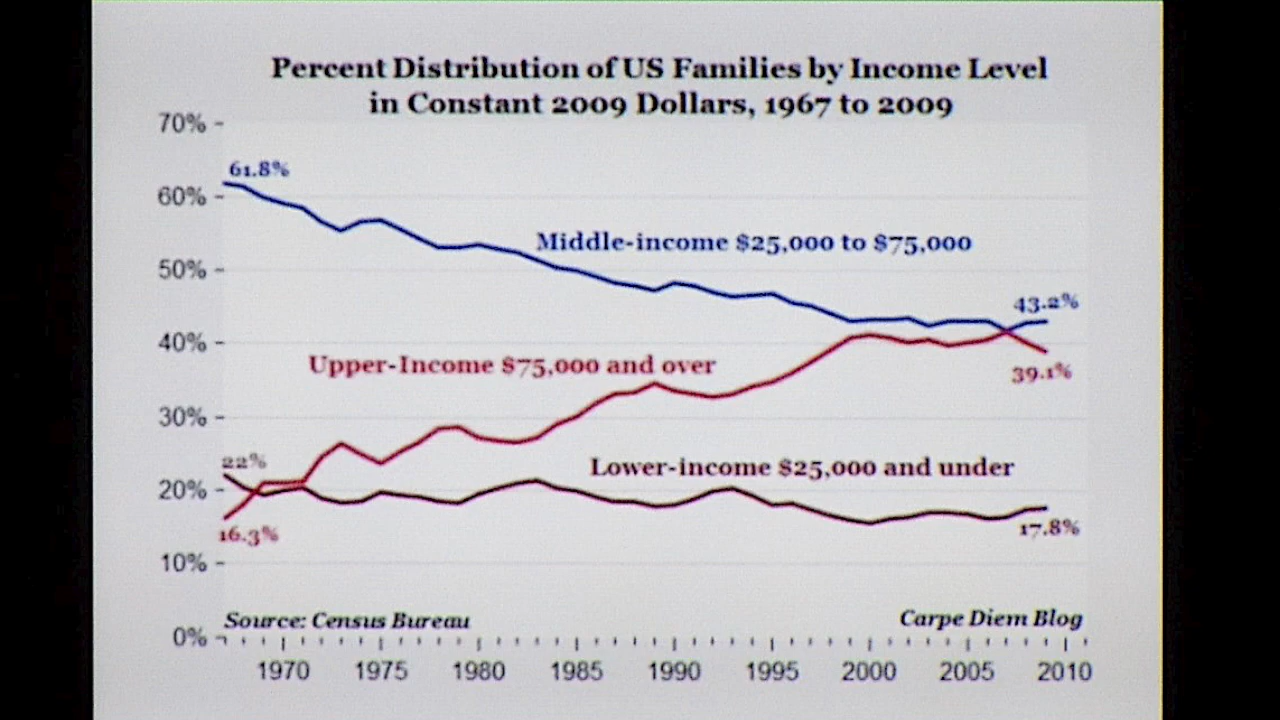 Percent Distribution of US Families by Income Level
in Constant 2009 Dollars, 1967 to 2009
70%
61.8%
60%
Middle-income $25,000 to $75,000
50%
43.2%
40%
Upper-Income $75,000 and over
39.1%
30%
22%
Lower-income $25,000 and under
20%
16.3%
17.8%
10%
Source: Census Bureau
Carpe Diem Blog
0%
1970 1975 1980 1985 1990 1995 2000 2005 2010